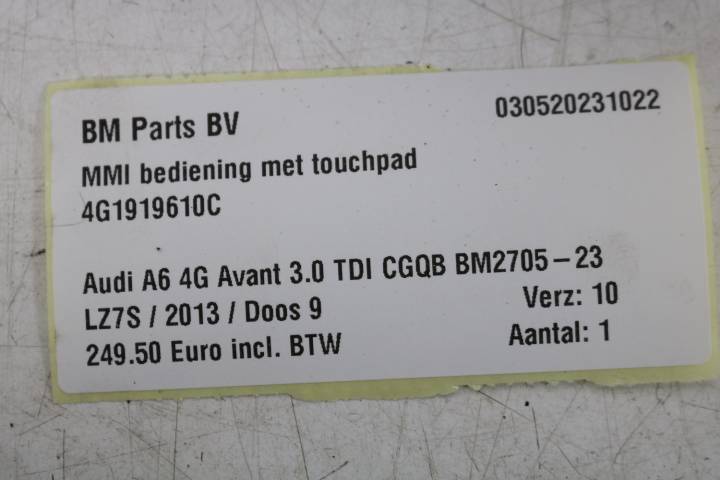 BM Parts BV 030520231022
MMI bediening met touchpad
4G1919610C
Audi A6 4G Avant 3.0 TDI CGQB BM2705-23
LZ7S / 2013 / Doos 9 Verz: 10
249.50 Euro incl. BTW Aantal: 1